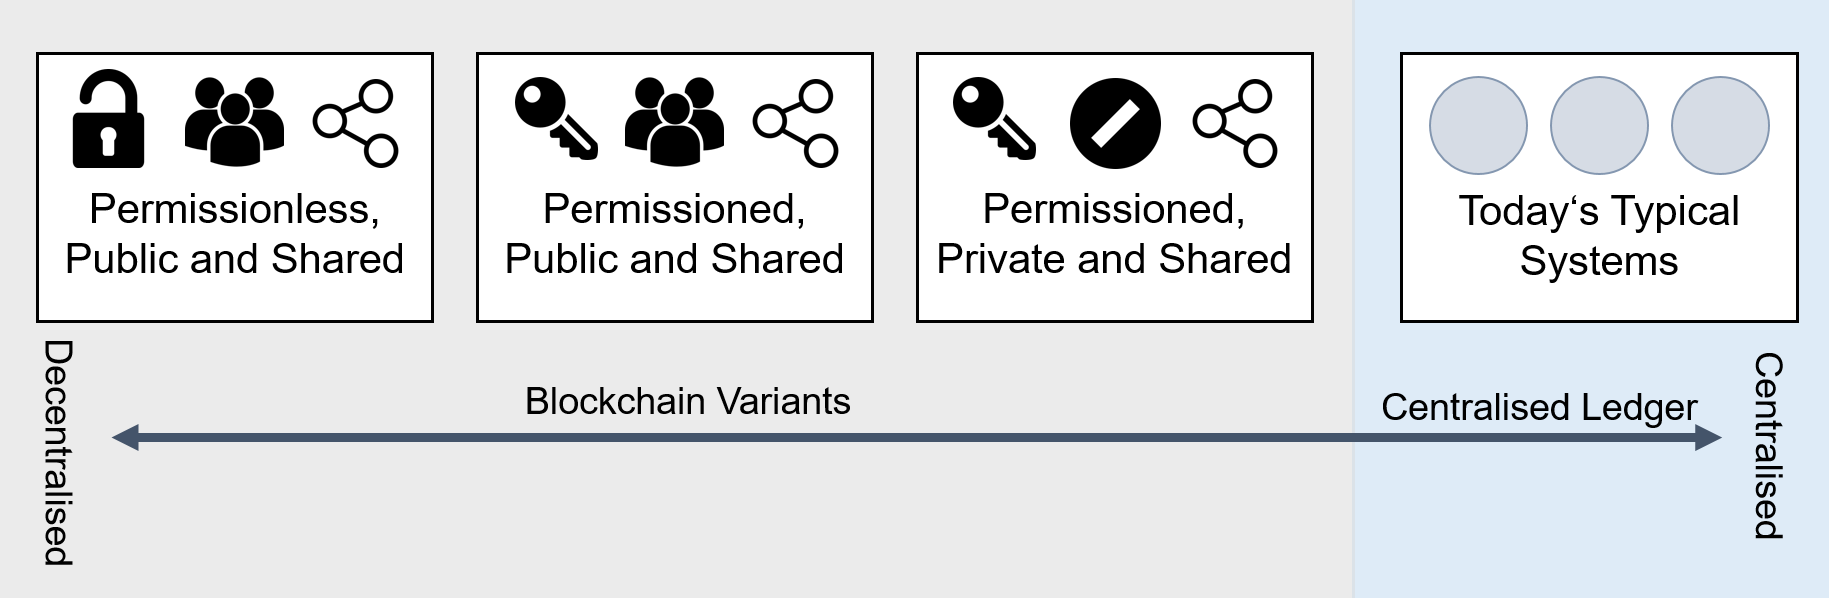 Permissionless,
Public and Shared
Permissioned,
Public and Shared
Permissioned,
Private and Shared
Today‘s Typical
Systems
Decentralised
Blockchain Variants
Centralised Ledger
Centralised